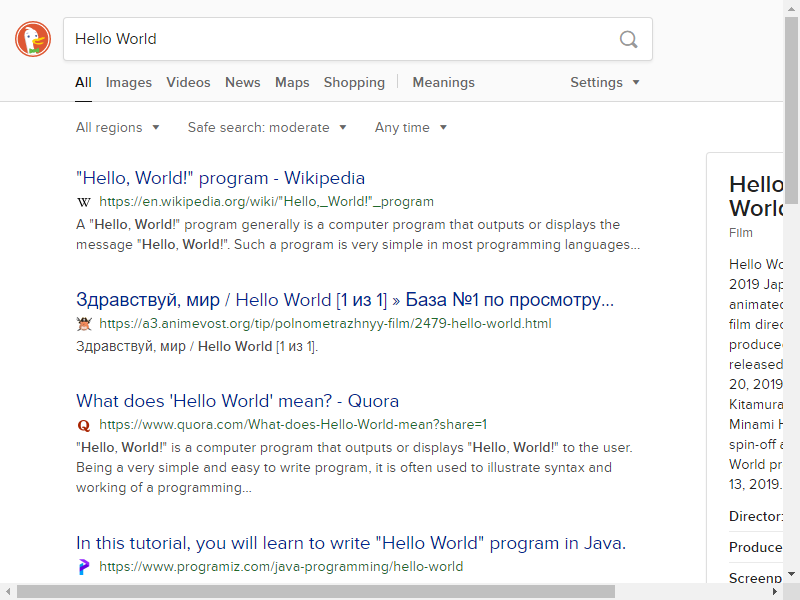 Hello World
All Images Videos News Maps Shopping Meanings Settings
All regions Safe search: moderate Any time
"Hello, World!" program - Wikipedia
W https://en.wikipedia.org/wiki/"Hello,_World!"_program
A "Hello, World!" program generally is a computer program that outputs or displays the
message "Hello, World!". Such a program is very simple in most programming languages...
Здравствуй, мир / Hello World [1 из 1] » База №1 по просмотру...
https://a3.animevost.org/tip/polnometrazhnyy-film/2479-hello-world.html
Здравствуй, мир / Hello World [1 из 1].
What does 'Hello World' mean? - Quora
Q https://www.quora.com/What-does-Hello-World-mean?share=1
"Hello, World!" is a computer program that outputs or displays "Hello, World!" to the user.
Being a very simple and easy to write program, it is often used to illustrate syntax and
working of a programming...
In this tutorial, you will learn to write "Hello World" program in Java.
https://www.programiz.com/java-programming/hello-world
Hello
World
Film
Hello Wo
2019 Jap
animated
film direc
produced
released
20, 2019
Kitamura
Minami H
spin-off a
World pr
13, 2019.
Director:
Produce
Screenp